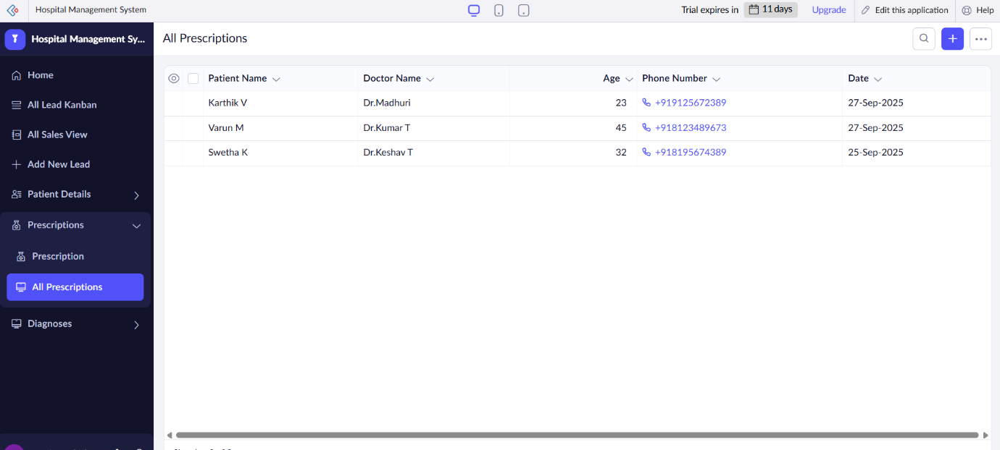 Hospital Management System
Trial expires in 11 days Upgrade Edit this application Help
Hospital Management Sy...
All Prescriptions
Home
All Lead Kanban
All Sales View
Add New Lead
Patient Details
Prescriptions
Prescription
All Prescriptions
Diagnoses
Patient Name Doctor Name Age Phone Number Date
Karthik V Dr.Madhuri 23 +919125672389 27-Sep-2025
Varun M Dr.Kumar T 45 +918123489673 27-Sep-2025
Swetha K Dr.Keshav T 32 +918195674389 25-Sep-2025